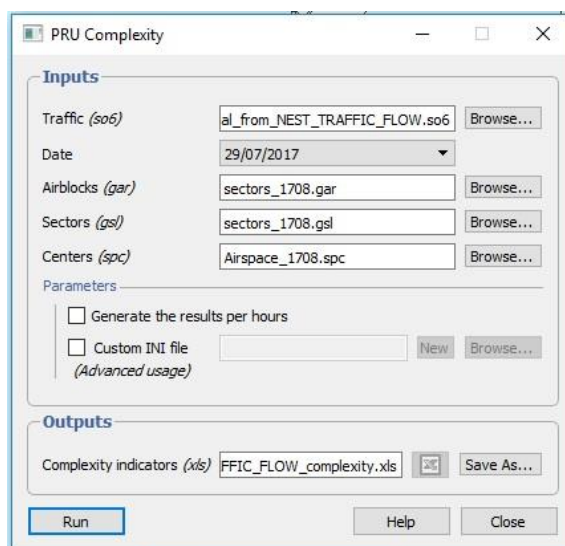 PRU Complexity
Inputs
Traffic (so6) al_from_NEST_TRAFFIC_FLOW.so6 Browse...
Date 29/07/2017
Airblocks (gar) sectors_1708.gar Browse...
Sectors (gsl) sectors_1708.gsl Browse...
Centers (spc) Airspace_1708.spc Browse...
Parameters
Generate the results per hours
Custom INI file New Browse...
(Advanced usage)
Outputs
Complexity indicators (xls) FFIC_FLOW_complexity.xls Save As...
Run Help Close